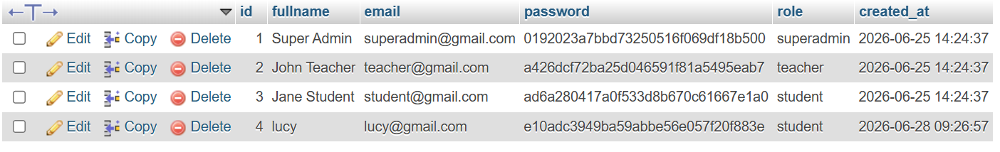 id fullname email password role created_at
Edit Copy Delete 1 Super Admin superadmin@gmail.com 0192023a7bbd73250516f069df18b500 superadmin 2026-06-25 14:24:37
Edit Copy Delete 2 John Teacher teacher@gmail.com a426dcf72ba25d046591f81a5495eab7 teacher 2026-06-25 14:24:37
Edit Copy Delete 3 Jane Student student@gmail.com ad6a280417a0f533d8b670c61667e1a0 student 2026-06-25 14:24:37
Edit Copy Delete 4 lucy lucy@gmail.com e10adc3949ba59abbe56e057f20f883e student 2026-06-28 09:26:57